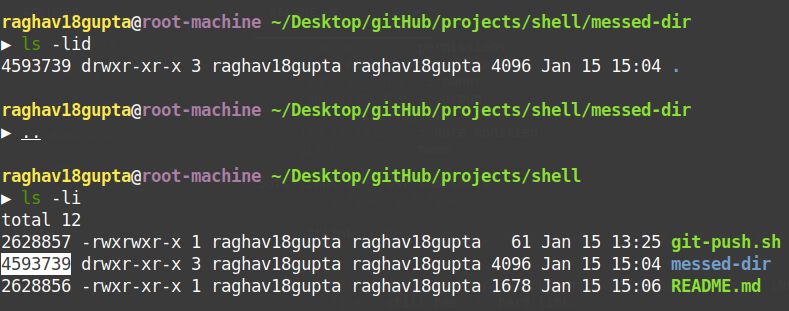 raghav18gupta@root-machine ~/Desktop/gitHub/projects/shell/messed-dir
▶ ls -lid
4593739 drwxr-xr-x 3 raghav18gupta raghav18gupta 4096 Jan 15 15:04 .
raghav18gupta@root-machine ~/Desktop/gitHub/projects/shell/messed-dir
▶ ..
raghav18gupta@root-machine ~/Desktop/gitHub/projects/shell
▶ ls -li
total 12
2628857 -rwxrwxr-x 1 raghav18gupta raghav18gupta   61 Jan 15 13:25 git-push.sh
4593739 drwxr-xr-x 3 raghav18gupta raghav18gupta 4096 Jan 15 15:04 messed-dir
2628856 -rwxr-xr-x 1 raghav18gupta raghav18gupta 1678 Jan 15 15:06 README.md